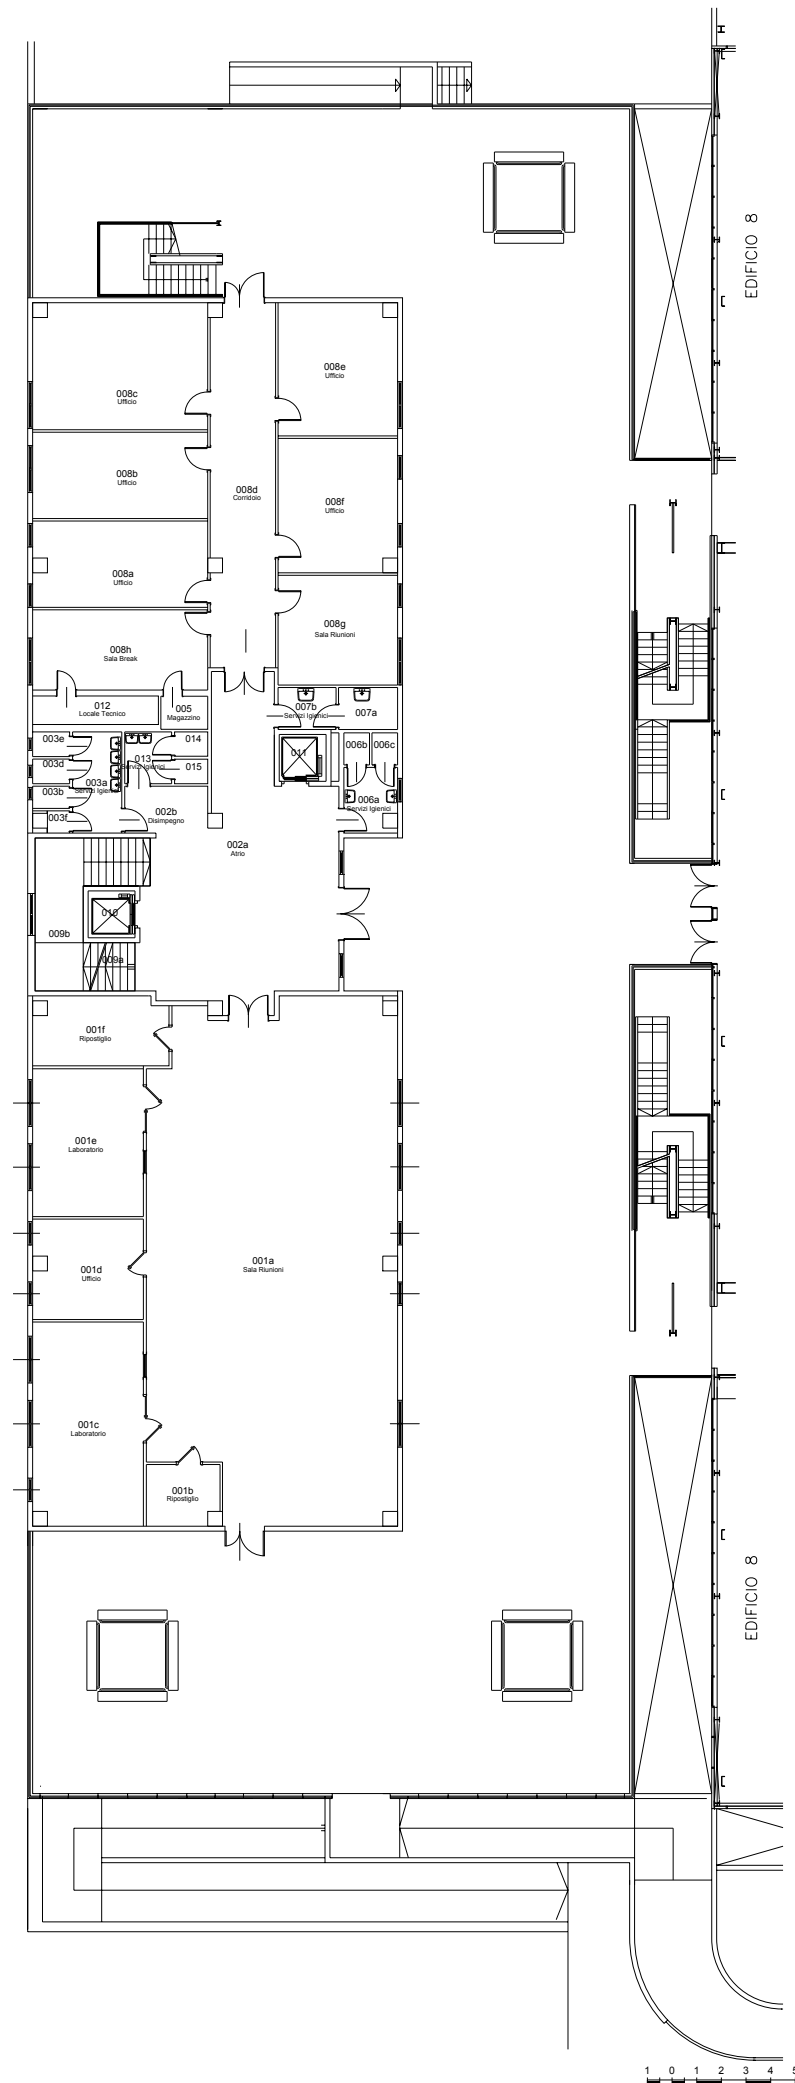 EDIFICIO 8
008c
Ufficio
008e
Ufficio
008b
Ufficio
008d
Corridoio
008f
Ufficio
008a
Ufficio
008g
Sala Riunioni
008h
Sala Break
012
Locale Tecnico
005
Magazzino
007b
Servizi Igienici
007a
003e
014
013
Servizi Igienici
011
006b
006c
003d
015
003a
Servizi Igienici
003b
006a
Servizi Igienici
003f
002b
Disimpegno
002a
Atrio
010
009b
009a
001f
Ripostiglio
001e
Laboratorio
001a
Sala Riunioni
001d
Ufficio
001c
Laboratorio
001b
Ripostiglio
EDIFICIO 8
1 0 1 2 3 4 5